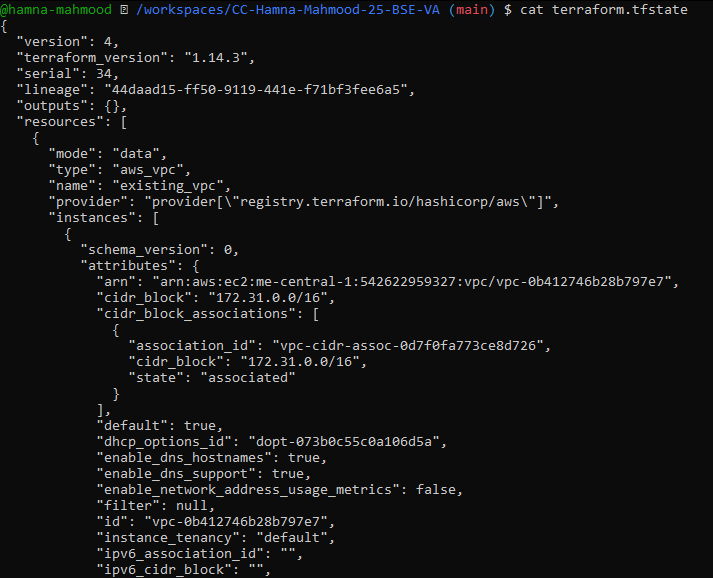 @hamna-mahmood /workspaces/CC-Hamna-Mahmood-25-BSE-VA (main) $ cat terraform.tfstate
{
  "version": 4,
  "terraform_version": "1.14.3",
  "serial": 34,
  "lineage": "44daad15-ff50-9119-441e-f71bf3fee6a5",
  "outputs": {},
  "resources": [
    {
      "mode": "data",
      "type": "aws_vpc",
      "name": "existing_vpc",
      "provider": "provider[\"registry.terraform.io/hashicorp/aws\"]",
      "instances": [
        {
          "schema_version": 0,
          "attributes": {
            "arn": "arn:aws:ec2:me-central-1:542622959327:vpc/vpc-0b412746b28b797e7",
            "cidr_block": "172.31.0.0/16",
            "cidr_block_associations": [
              {
                "association_id": "vpc-cidr-assoc-0d7f0fa773ce8d726",
                "cidr_block": "172.31.0.0/16",
                "state": "associated"
              }
            ],
            "default": true,
            "dhcp_options_id": "dopt-073b0c55c0a106d5a",
            "enable_dns_hostnames": true,
            "enable_dns_support": true,
            "enable_network_address_usage_metrics": false,
            "filter": null,
            "id": "vpc-0b412746b28b797e7",
            "instance_tenancy": "default",
            "ipv6_association_id": "",
            "ipv6_cidr_block": "",